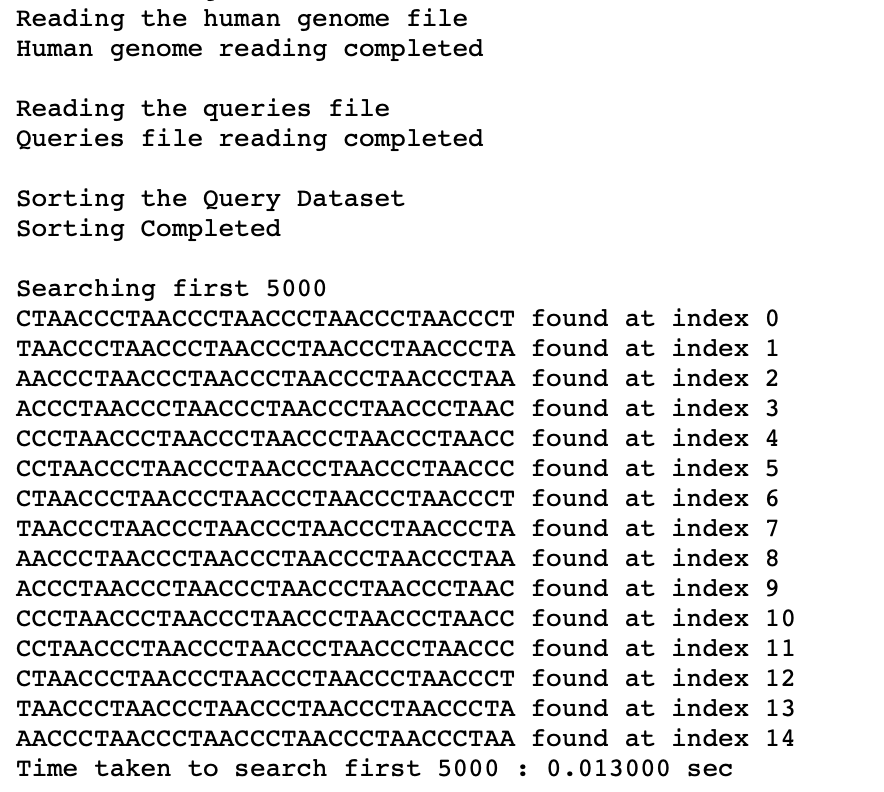 Reading the human genome file
Human genome reading completed
Reading the queries file
Queries file reading completed
Sorting the Query Dataset
Sorting Completed
Searching first 5000
CTAACCCTAACCCTAACCCTAACCCTAACCCT found at index 0
TAACCCTAACCCTAACCCTAACCCTAACCCTA found at index 1
AACCCTAACCCTAACCCTAACCCTAACCCTAA found at index 2
ACCCTAACCCTAACCCTAACCCTAACCCTAAC found at index 3
CCCTAACCCTAACCCTAACCCTAACCCTAACC found at index 4
CCTAACCCTAACCCTAACCCTAACCCTAACCC found at index 5
CTAACCCTAACCCTAACCCTAACCCTAACCCT found at index 6
TAACCCTAACCCTAACCCTAACCCTAACCCTA found at index 7
AACCCTAACCCTAACCCTAACCCTAACCCTAA found at index 8
ACCCTAACCCTAACCCTAACCCTAACCCTAAC found at index 9
CCCTAACCCTAACCCTAACCCTAACCCTAACC found at index 10
CCTAACCCTAACCCTAACCCTAACCCTAACCC found at index 11
CTAACCCTAACCCTAACCCTAACCCTAACCCT found at index 12
TAACCCTAACCCTAACCCTAACCCTAACCCTA found at index 13
AACCCTAACCCTAACCCTAACCCTAACCCTAA found at index 14
Time taken to search first 5000 : 0.013000 sec